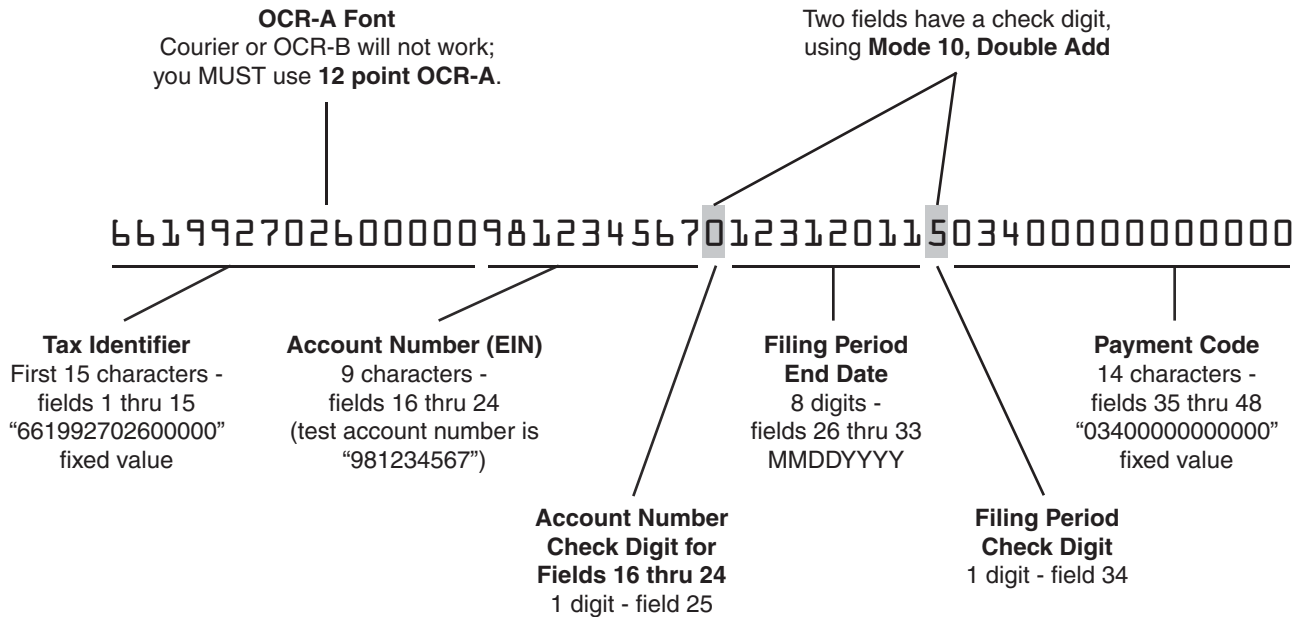 OCR-A Font
Courier or OCR-B will not work;
you MUST use 12 point OCR-A.
Two fields have a check digit,
using Mode 10, Double Add
661992702600000981234567012312011503400000000000
Tax Identifier
First 15 characters -
fields 1 thru 15
“661992702600000”
fixed value
Account Number (EIN)
9 characters -
fields 16 thru 24
(test account number is
“981234567”)
Filing Period
End Date
8 digits -
fields 26 thru 33
MMDDYYYY
Payment Code
14 characters -
fields 35 thru 48
“03400000000000”
fixed value
Account Number
Check Digit for
Fields 16 thru 24
1 digit - field 25
Filing Period
Check Digit
1 digit - field 34